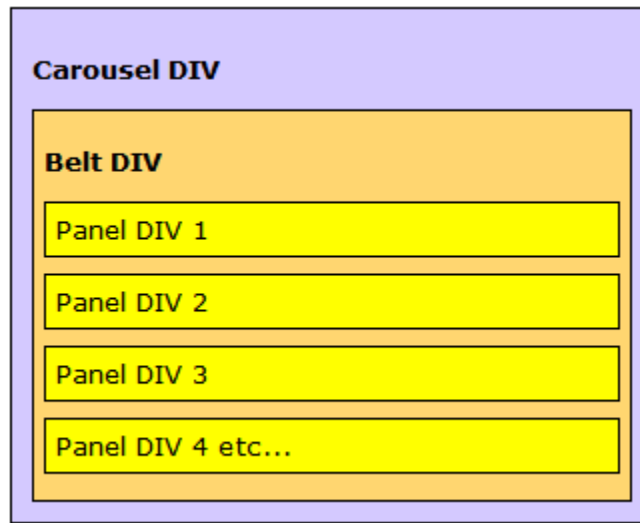 Carousel DIV
Belt DIV
Panel DIV 1
Panel DIV 2
Panel DIV 3
Panel DIV 4 etc...